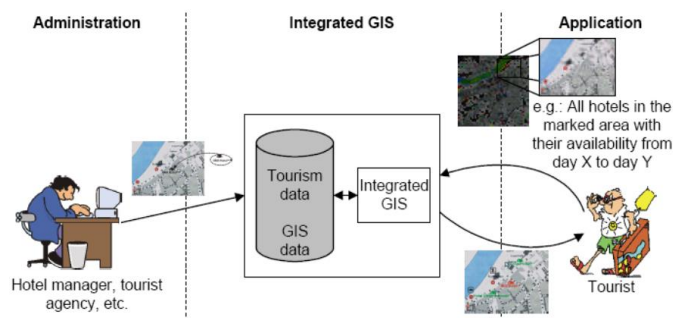 Administration
Integrated GIS
Application
e.g.: All hotels in the
marked area with
their availability from
day X to day Y
Tourism
data
GIS
data
Integrated
GIS
Hotel manager, tourist
agency, etc.
Tourist